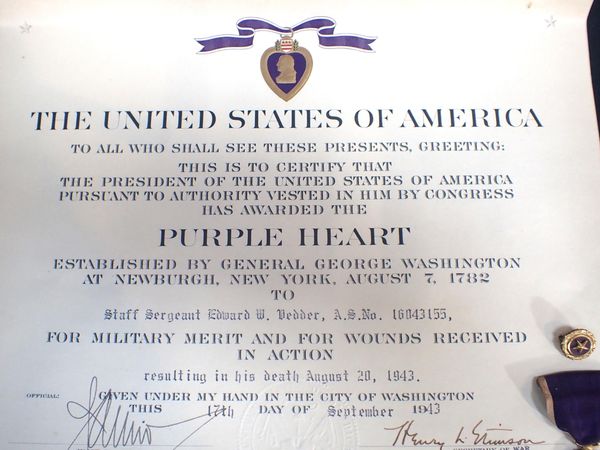 THE UNITED STATES OF AMERICA
TO ALL WHO SHALL SEE THESE PRESENTS, GREETING:
THIS IS TO CERTIFY THAT
THE PRESIDENT OF THE UNITED STATES OF AMERICA
PURSUANT TO AUTHORITY VESTED IN HIM BY CONGRESS
HAS AWARDED THE
PURPLE HEART
ESTABLISHED BY GENERAL GEORGE WASHINGTON
AT NEWBURGH, NEW YORK, AUGUST 7, 1782
TO
Staff Sergeant Edward W. Vedder, A.S.No. 16043155,
FOR MILITARY MERIT AND FOR WOUNDS RECEIVED
IN ACTION
resulting in his death August 20, 1943.
OFFICIAL: GIVEN UNDER MY HAND IN THE CITY OF WASHINGTON
THIS 17th DAY OF September 1943
Henry L. Stimson
SECRETARY OF WAR